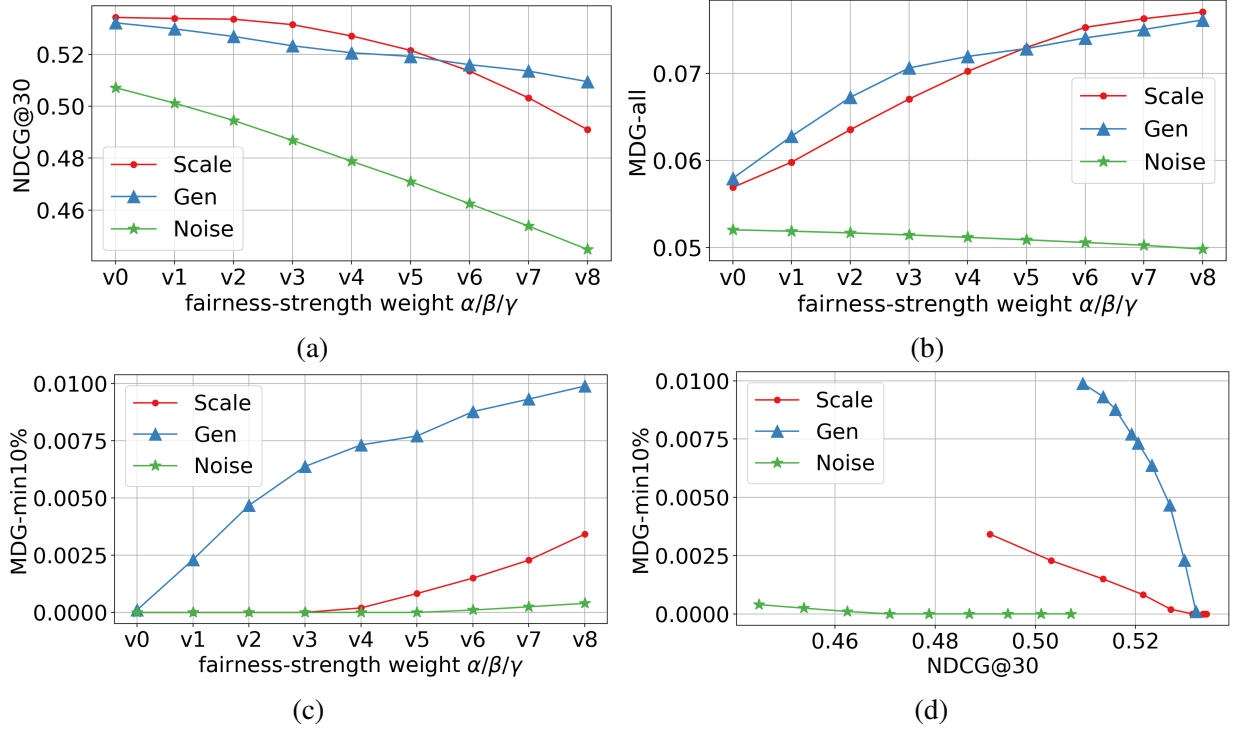 NDCG@30
0.52
0.50
0.48
0.46
Scale
Gen
Noise
v0 v1 v2 v3 v4 v5 v6 v7 v8
fairness-strength weight α/β/γ
(a)
MDG-all
0.07
0.06
0.05
Scale
Gen
Noise
v0 v1 v2 v3 v4 v5 v6 v7 v8
fairness-strength weight α/β/γ
(b)
MDG-min10%
0.0100
0.0075
0.0050
0.0025
0.0000
Scale
Gen
Noise
v0 v1 v2 v3 v4 v5 v6 v7 v8
fairness-strength weight α/β/γ
(c)
MDG-min10%
0.0100
0.0075
0.0050
0.0025
0.0000
Scale
Gen
Noise
0.46 0.48 0.50 0.52
NDCG@30
(d)